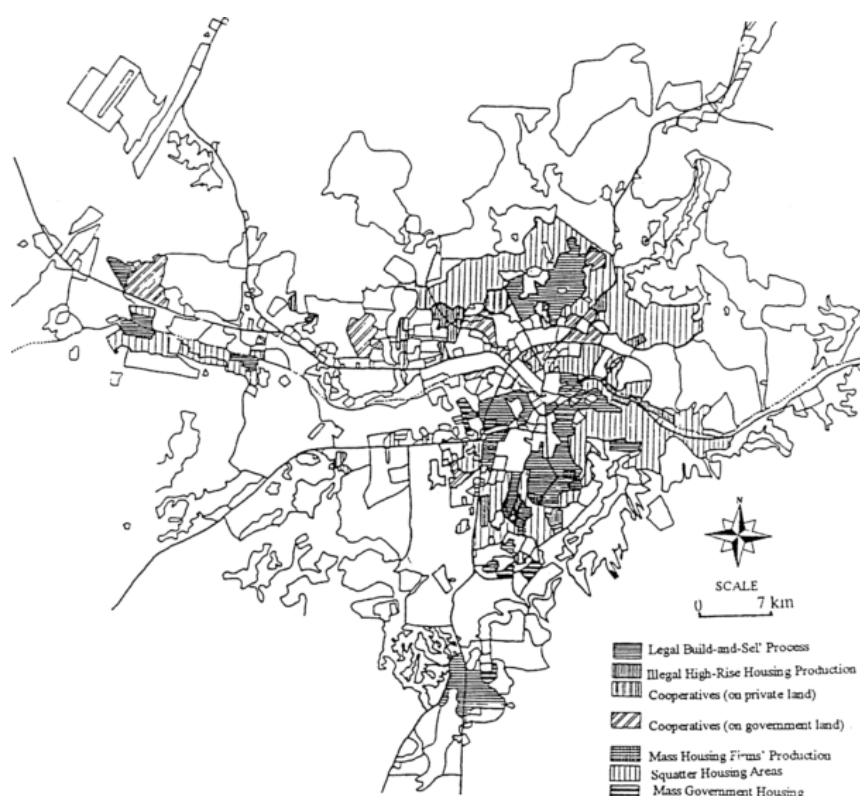 N
SCALE
0 7 km
Legal Build-and-Sel' Process
Illegal High-Rise Housing Production
Cooperatives (on private land)
Cooperatives (on government land)
Mass Housing Firms' Production
Squatter Housing Areas
Mass Government Housing